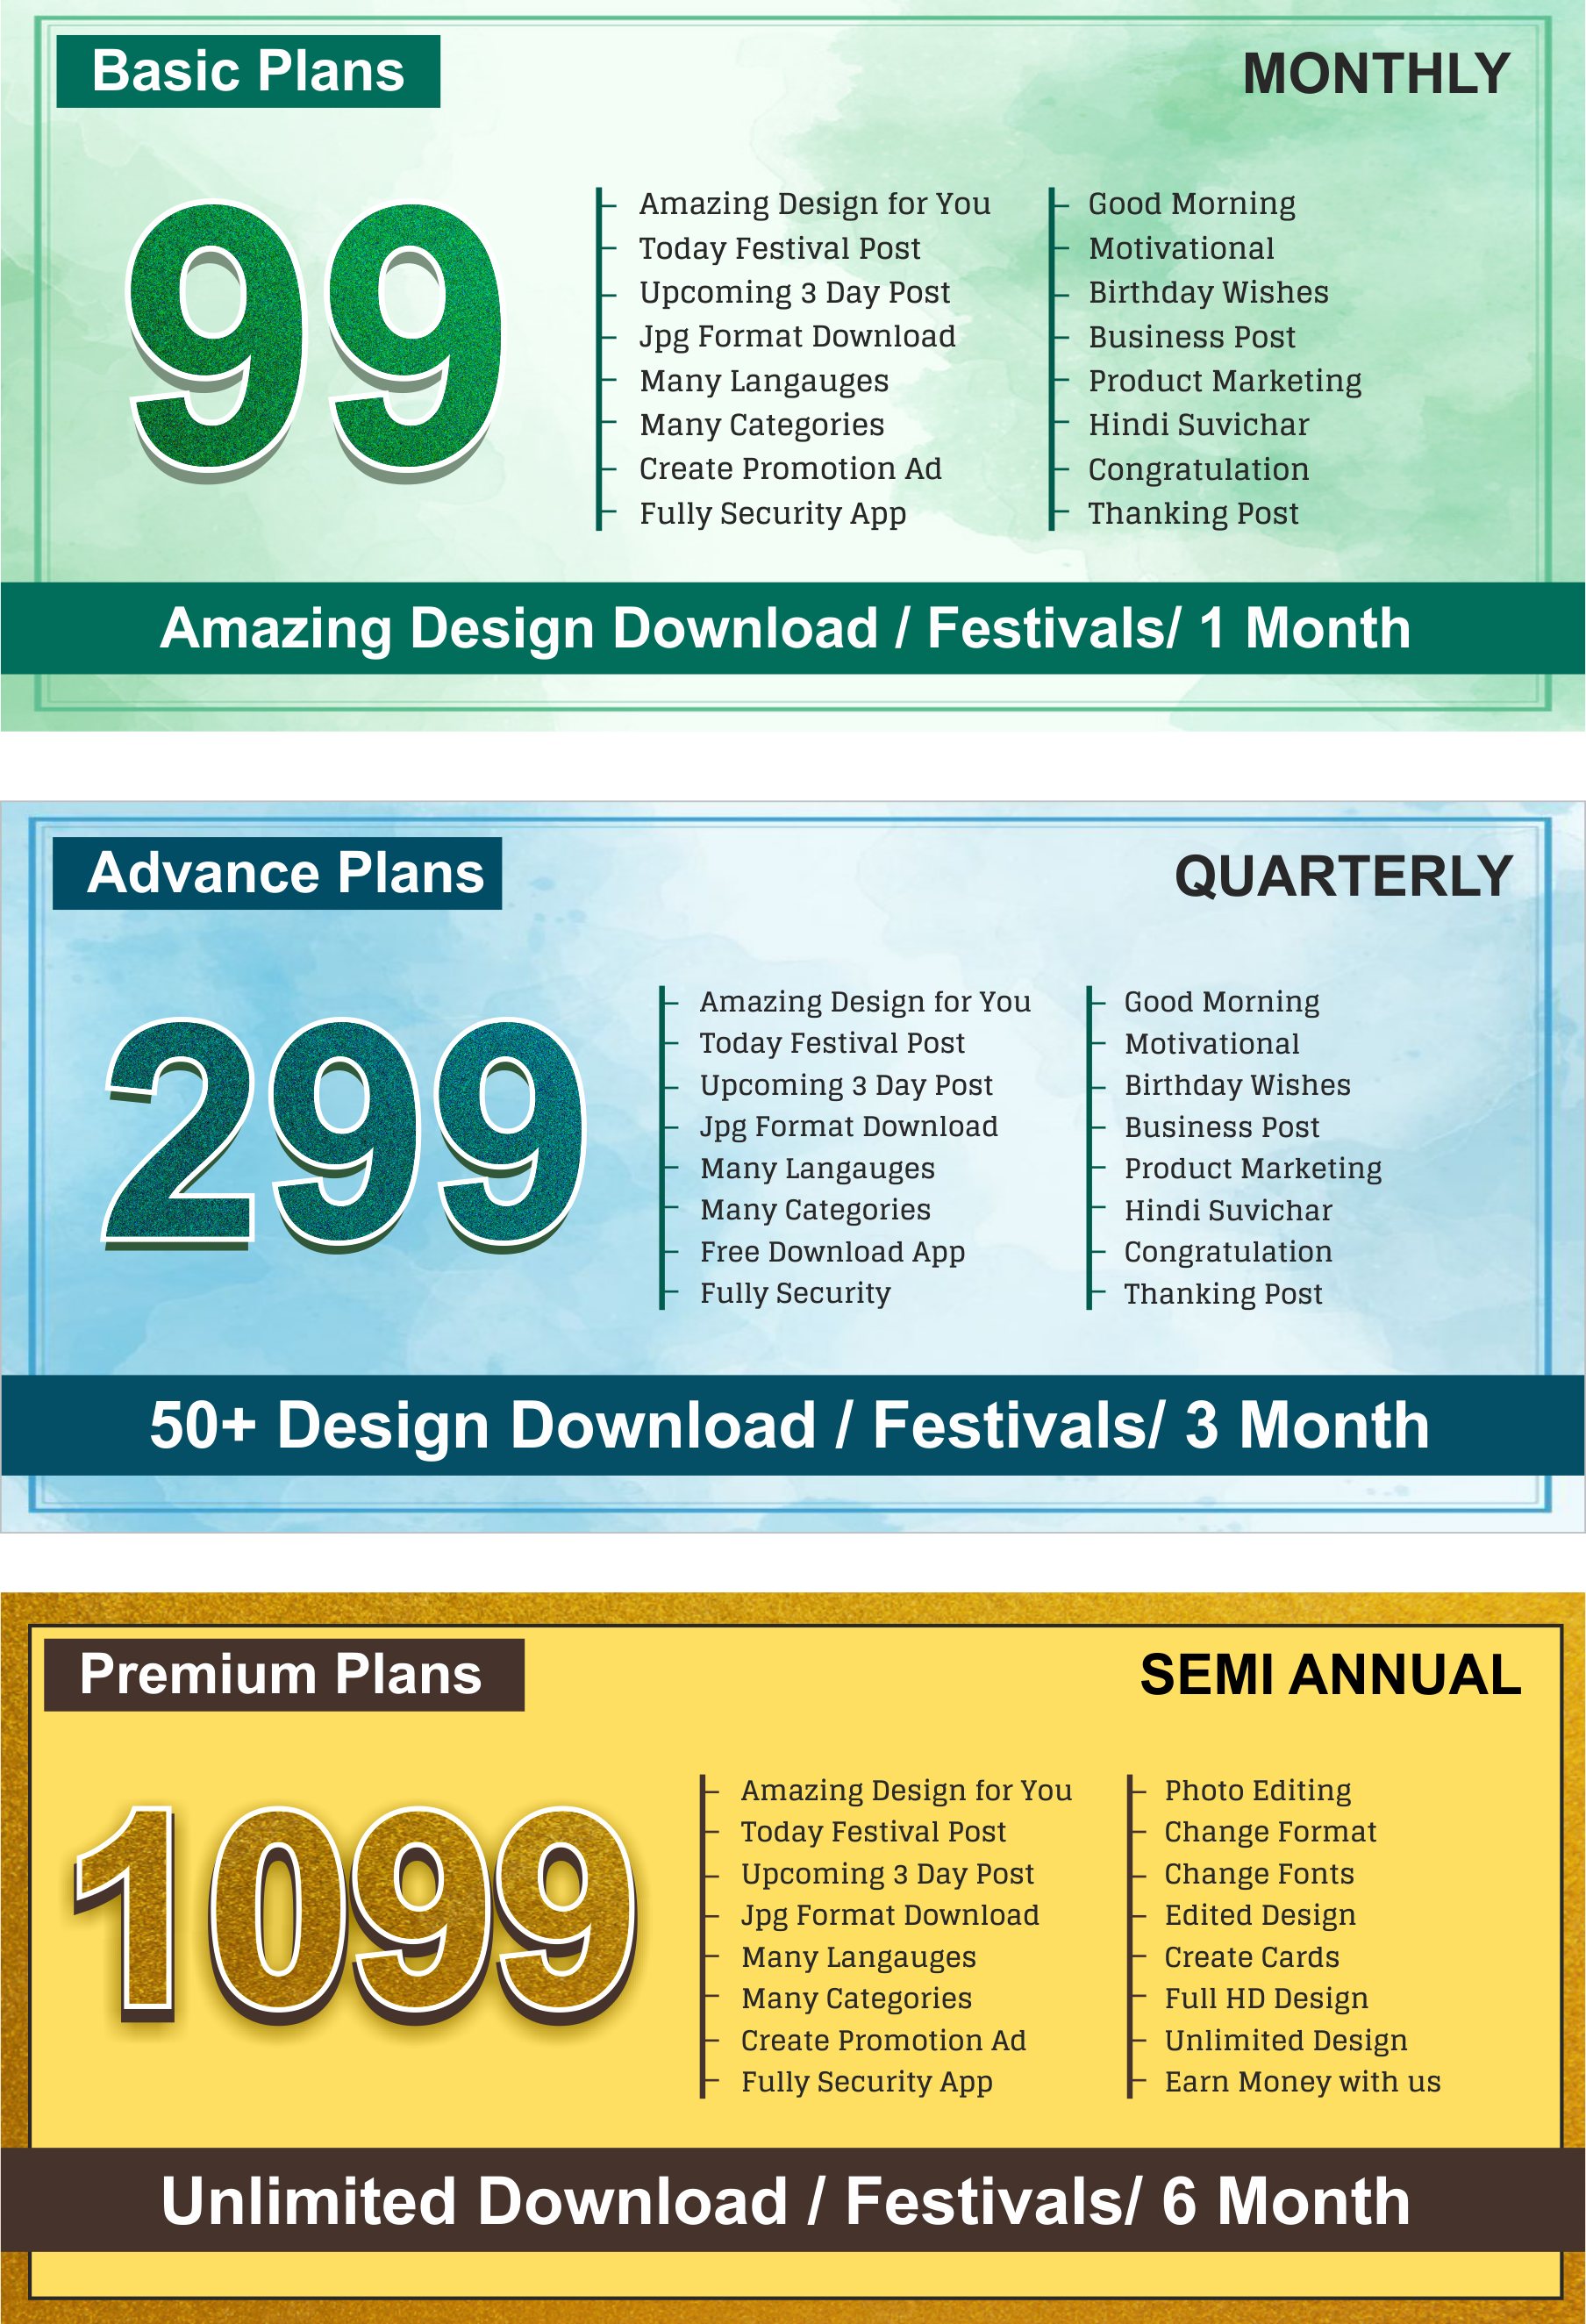 Basic Plans
MONTHLY
99
Amazing Design for You
Today Festival Post
Upcoming 3 Day Post
Jpg Format Download
Many Langauges
Many Categories
Create Promotion Ad
Fully Security App
Good Morning
Motivational
Birthday Wishes
Business Post
Product Marketing
Hindi Suvichar
Congratulation
Thanking Post
Amazing Design Download / Festivals/ 1 Month
Advance Plans
QUARTERLY
299
Amazing Design for You
Today Festival Post
Upcoming 3 Day Post
Jpg Format Download
Many Langauges
Many Categories
Free Download App
Fully Security
Good Morning
Motivational
Birthday Wishes
Business Post
Product Marketing
Hindi Suvichar
Congratulation
Thanking Post
50+ Design Download / Festivals/ 3 Month
Premium Plans
SEMI ANNUAL
1099
Amazing Design for You
Today Festival Post
Upcoming 3 Day Post
Jpg Format Download
Many Langauges
Many Categories
Create Promotion Ad
Fully Security App
Photo Editing
Change Format
Change Fonts
Edited Design
Create Cards
Full HD Design
Unlimited Design
Earn Money with us
Unlimited Download / Festivals/ 6 Month